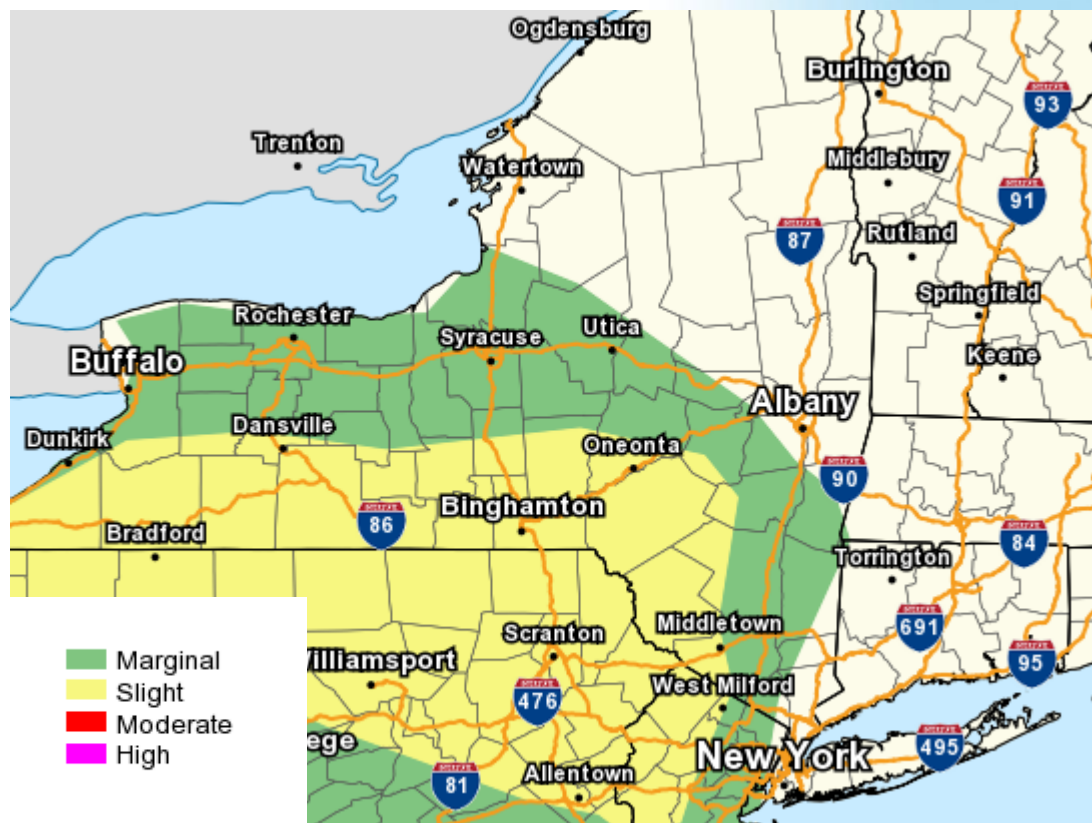 Ogdensburg
Burlington
93
Trenton
Watertown
Middlebury
91
87
Rutland
Springfield
Rochester
Syracuse
Utica
Keene
Buffalo
Albany
Dansville
Dunkirk
Oneonta
90
Binghamton
86
Bradford
84
Torrington
Middletown
691
Scranton
95
Williamsport
West Milford
476
ege
New York
495
Allentown
81
Marginal
Slight
Moderate
High